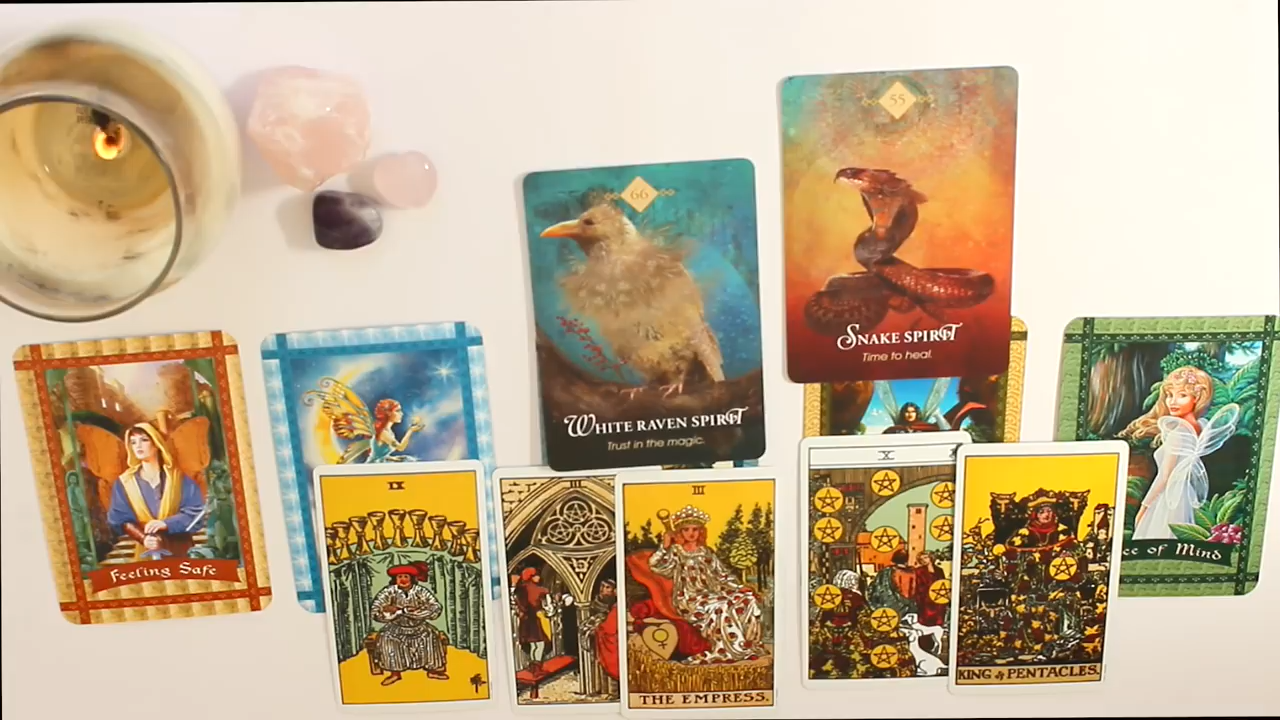 55
66
SNAKE SPIRIT
Time to heal.
WHITE RAVEN SPIRIT
Trust in the magic.
Feeling Safe
ce of Mind
IX
III
III
X
THE EMPRESS.
KING of PENTACLES.